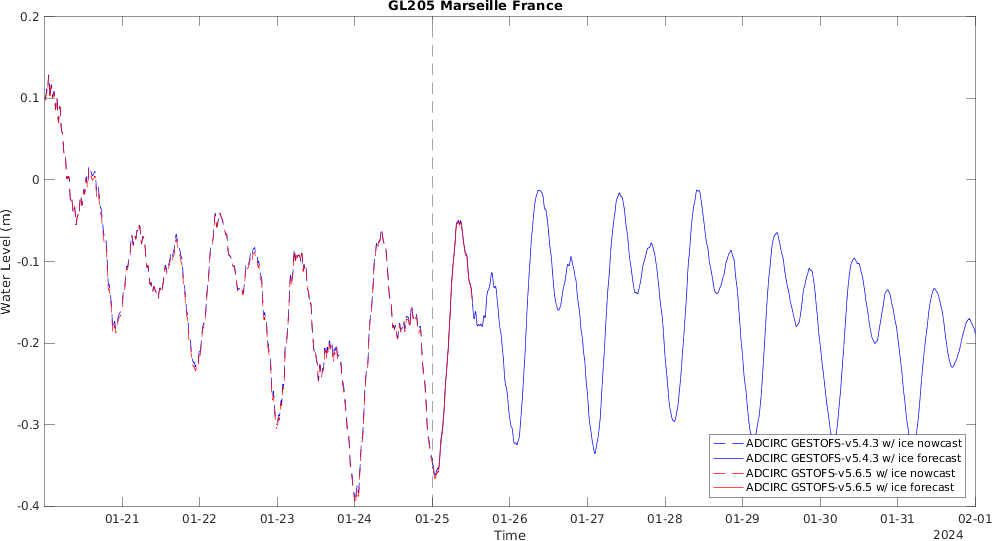 GL205 Marseille France
0.2
0.1
0
-0.1
-0.2
-0.3
-0.4
Water Level (m)
ADCIRC GESTOFS-v5.4.3 w/ ice nowcast
ADCIRC GESTOFS-v5.4.3 w/ ice forecast
ADCIRC GSTOFS-v5.6.5 w/ ice nowcast
ADCIRC GSTOFS-v5.6.5 w/ ice forecast
01-21 01-22 01-23 01-24 01-25 01-26 01-27 01-28 01-29 01-30 01-31 02-01
Time
2024